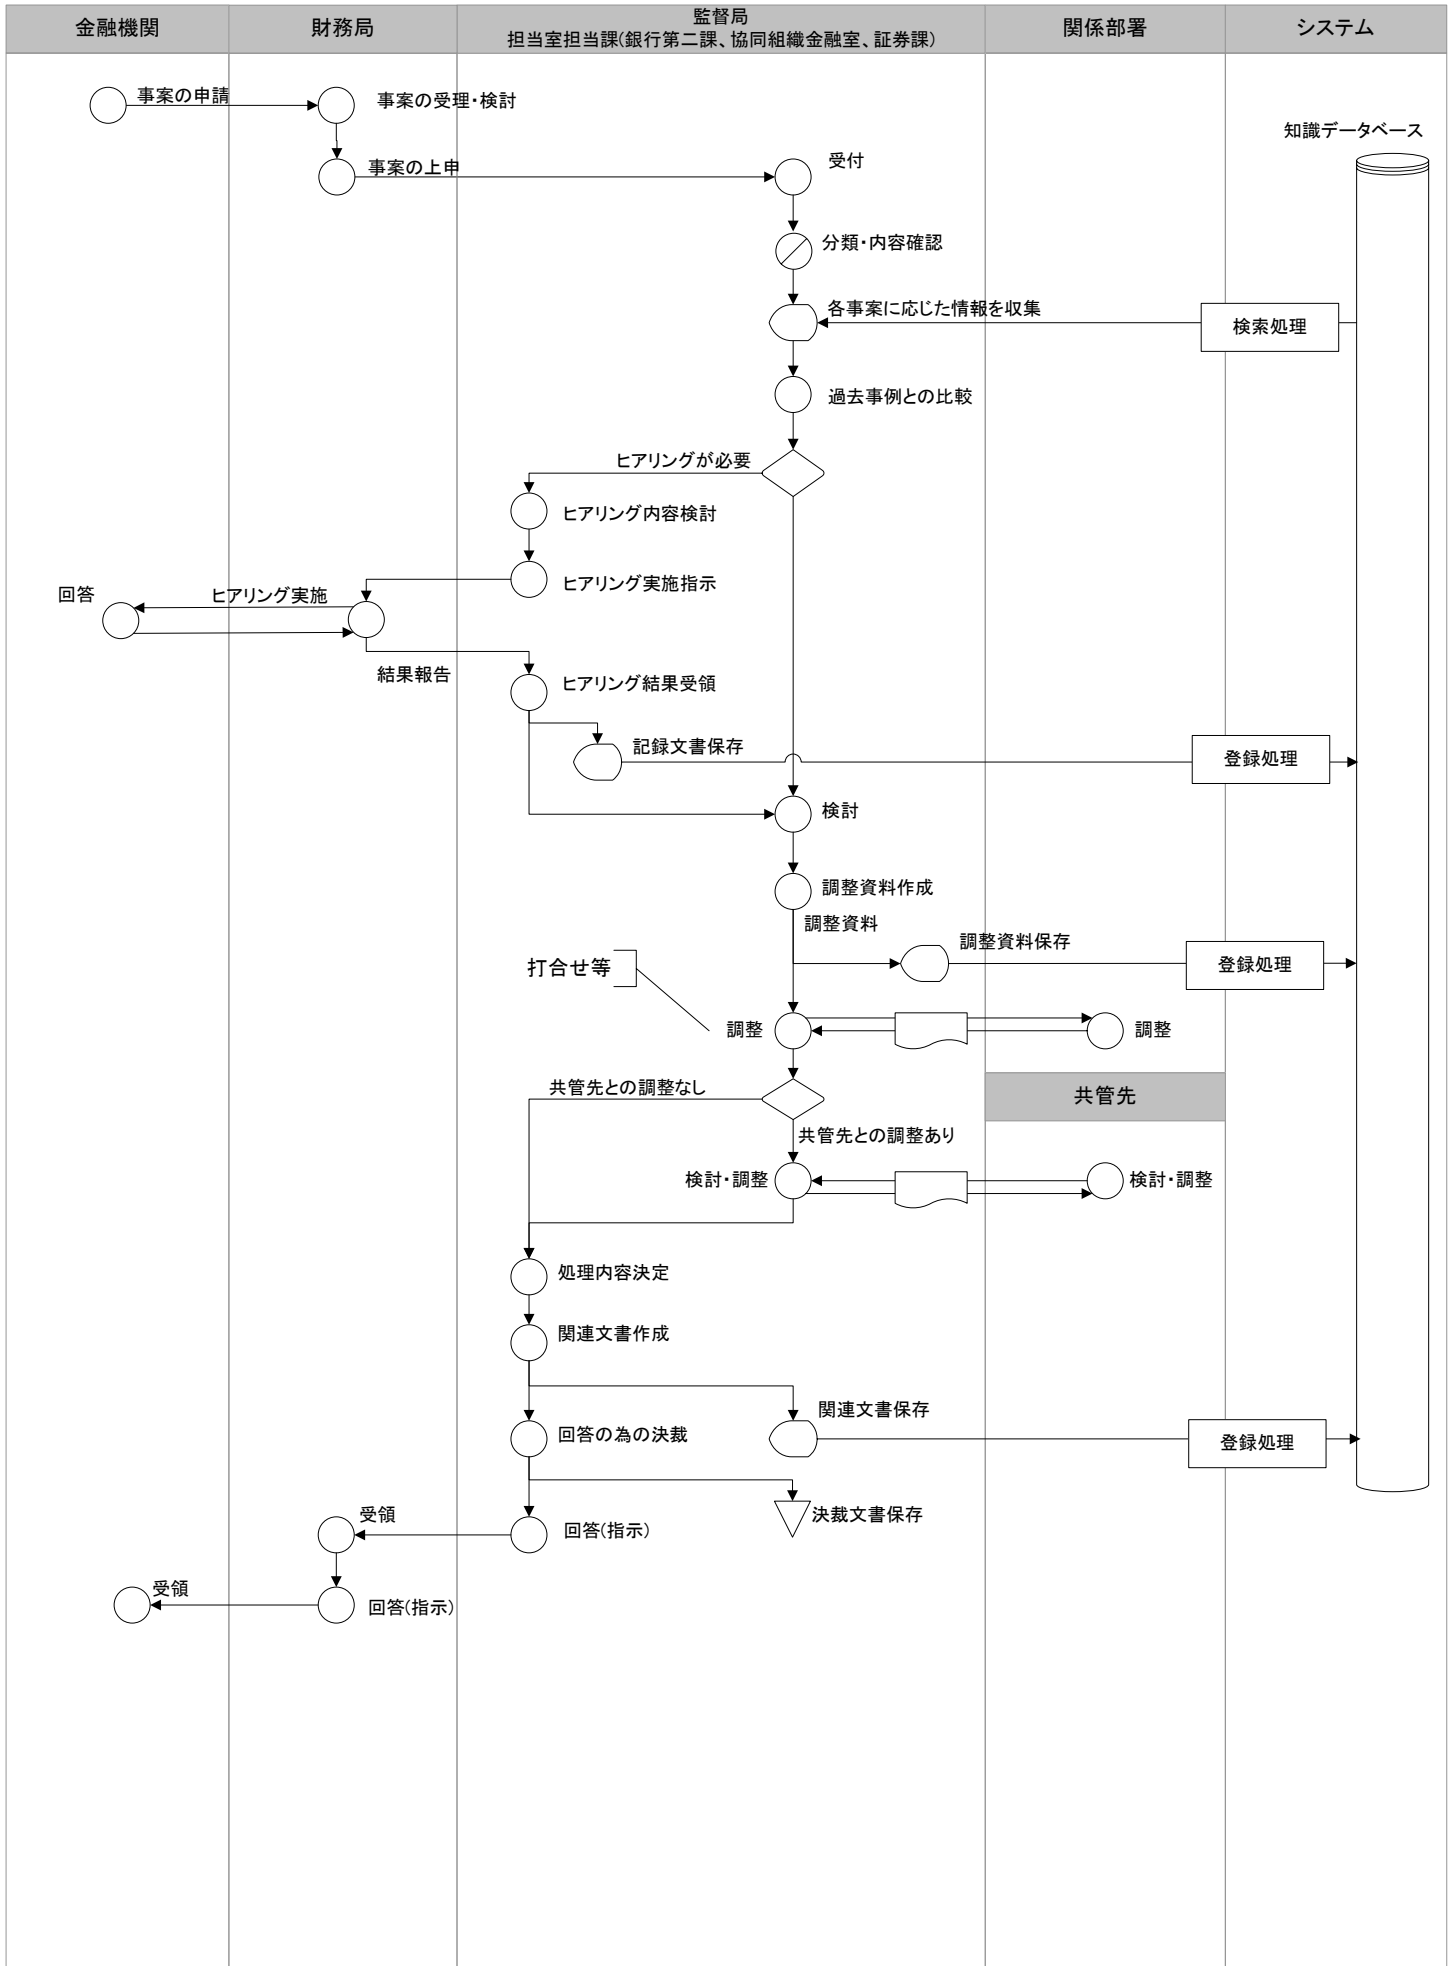 金融機関
財務局
監督局
担当室担当課(銀行第二課、協同組織金融室、証券課)
関係部署
システム
事案の申請
事案の受理・検討
知識データベース
事案の上申
受付
分類・内容確認
各事案に応じた情報を収集
検索処理
過去事例との比較
ヒアリングが必要
ヒアリング内容検討
ヒアリング実施指示
回答
ヒアリング実施
結果報告
ヒアリング結果受領
記録文書保存
登録処理
検討
調整資料作成
調整資料
調整資料保存
登録処理
打合せ等
調整
調整
共管先との調整なし
共管先
共管先との調整あり
検討・調整
検討・調整
処理内容決定
関連文書作成
関連文書保存
回答の為の決裁
登録処理
受領
決裁文書保存
回答(指示)
受領
回答(指示)